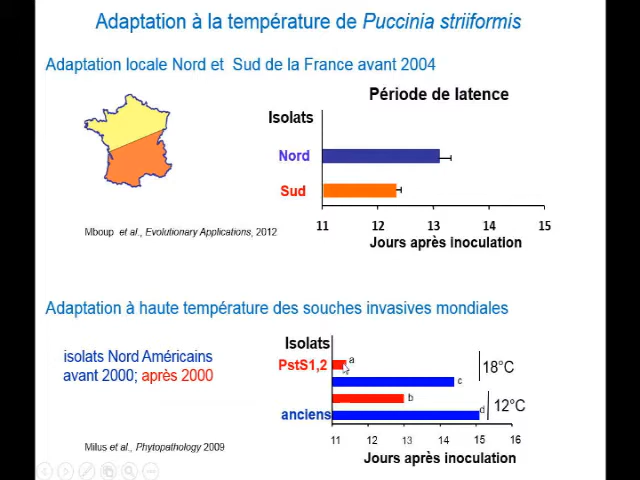 Adaptation à la température de Puccinia striiformis
Adaptation locale Nord et Sud de la France avant 2004
Période de latence
Isolats
Nord
Sud
11 12 13 14 15
Jours après inoculation
Mboup et al., Evolutionary Applications, 2012
Adaptation à haute température des souches invasives mondiales
isolats Nord Américains
avant 2000; après 2000
Isolats
PstS1,2
a
18°C
c
b
12°C
anciens
d
11 12 13 14 15 16
Jours après inoculation
Milus et al., Phytopathology 2009